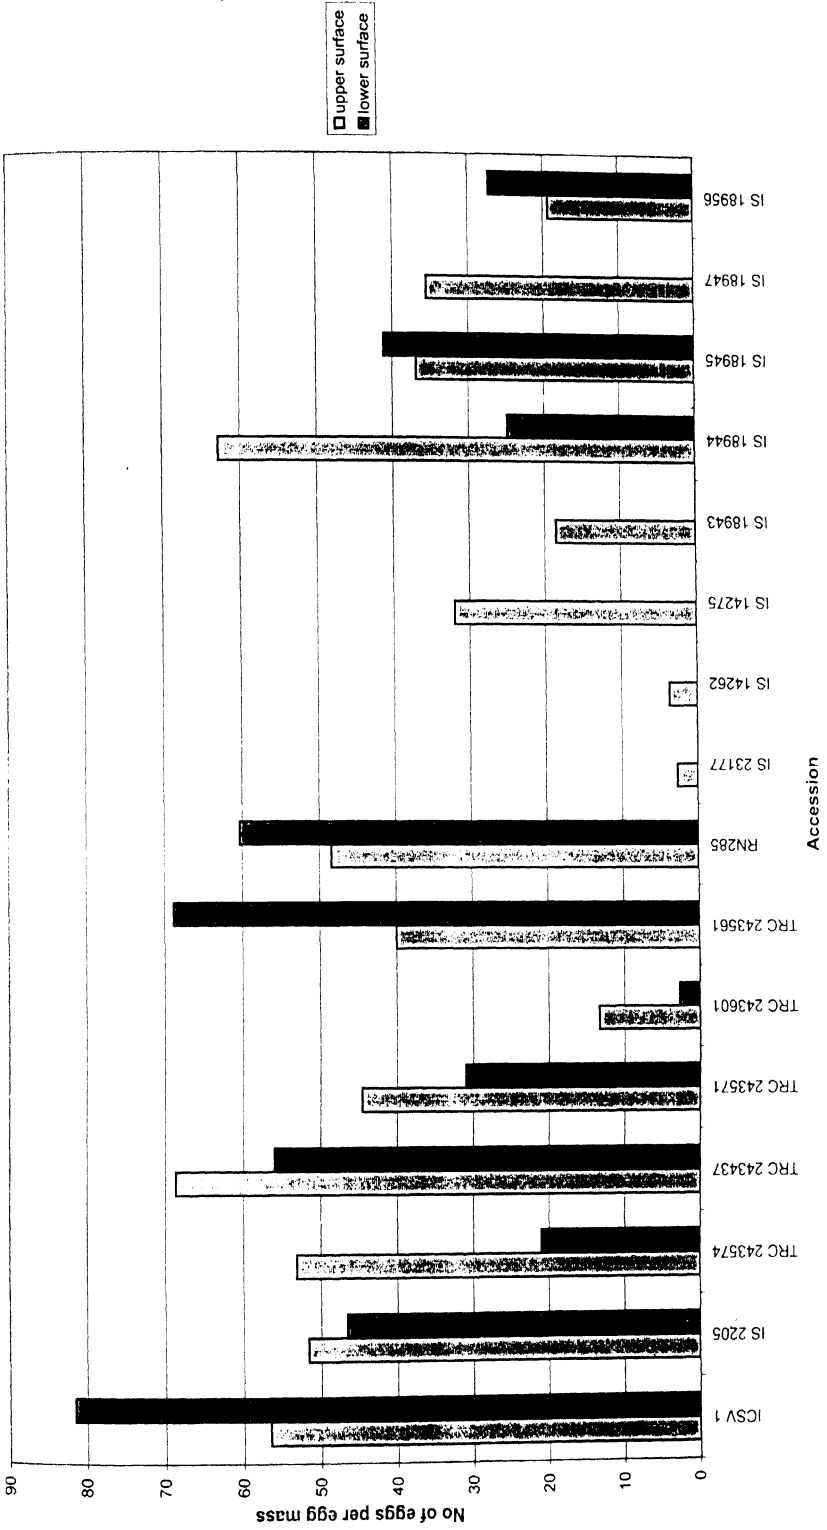 upper surface
lower surface
No of eggs per egg mass
90
80
70
60
50
40
30
20
10
0
ICSV 1
IS 2205
TRC 243574
TRC 243437
TRC 243571
TRC 243601
TRC 243561
RN285
IS 23177
IS 14262
IS 14275
IS 18943
IS 18944
IS 18945
IS 18947
IS 18956
Accession